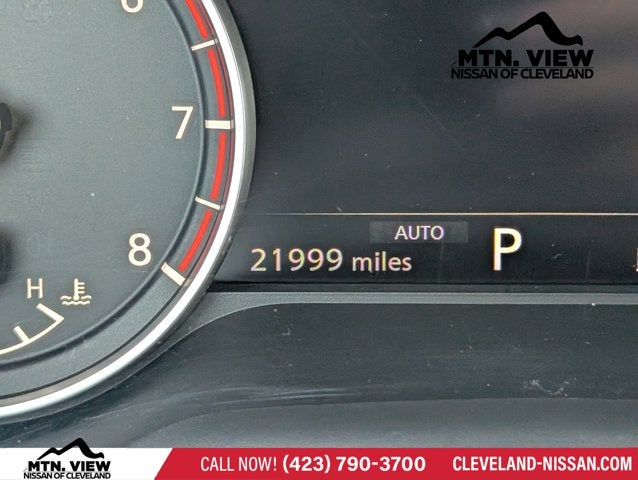 MTN. VIEW
NISSAN OF CLEVELAND
7
8
AUTO
21999 miles
P
H
MTN. VIEW
NISSAN OF CLEVELAND
CALL NOW! (423) 790-3700
CLEVELAND-NISSAN.COM